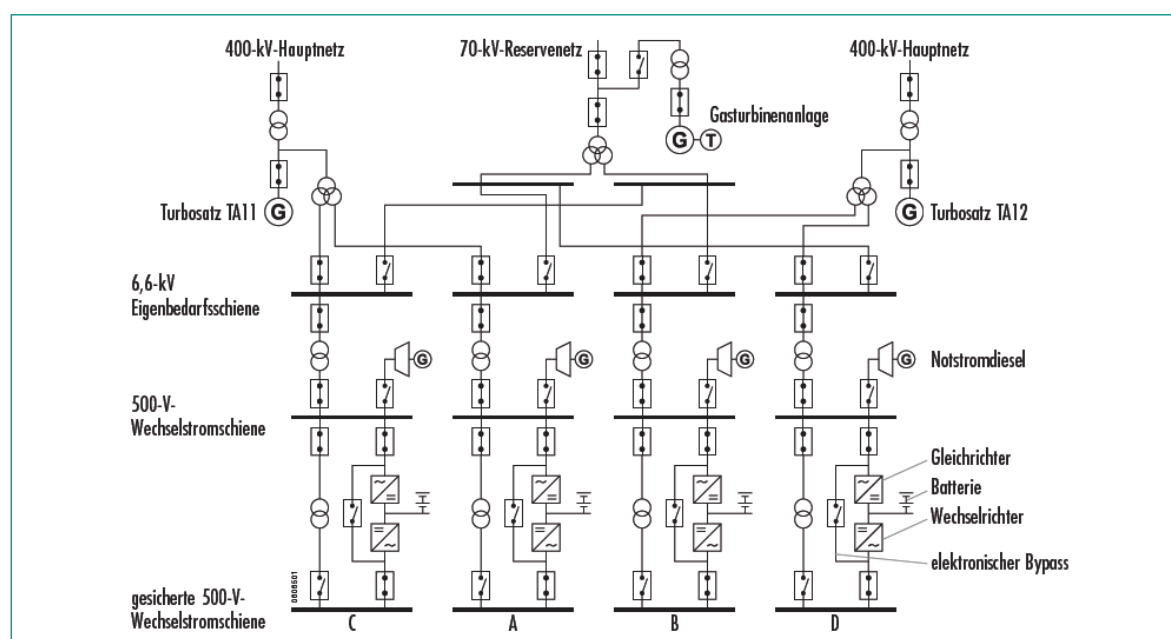 400-kV-Hauptnetz
70-kV-Reservenetz
400-kV-Hauptnetz
Gasturbinenanlage
G
T
Turbosatz TA11
G
G
Turbosatz TA12
6,6-kV
Eigenbedarfsschiene
G
G
G
G
Notstromdiesel
500-V-
Wechselstromschiene
Gleichrichter
Batterie
Wechselrichter
elektronischer Bypass
0608501
gesicherte 500-V-
Wechselstromschiene
C
A
B
D